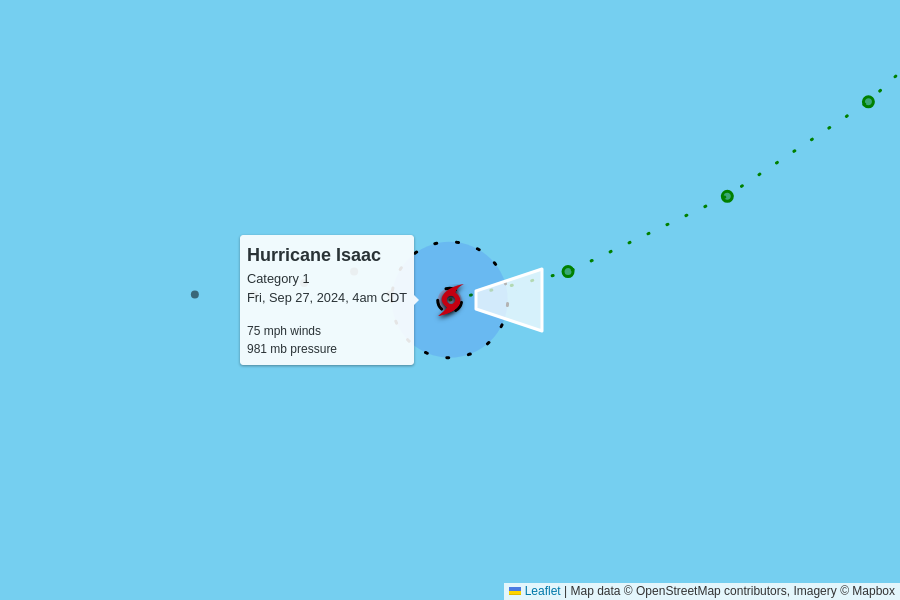 Hurricane Isaac
Category 1
Fri, Sep 27, 2024, 4am CDT
75 mph winds
981 mb pressure
Leaflet | Map data © OpenStreetMap contributors, Imagery © Mapbox